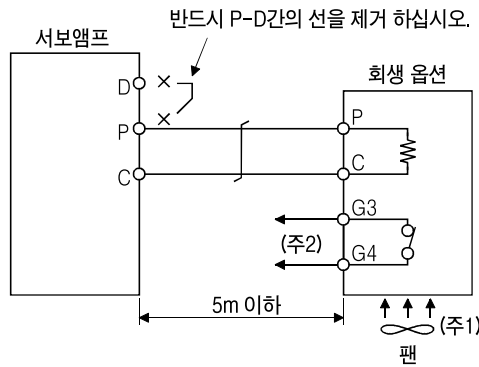 반드시 P-D간의 선을 제거 하십시오.
서보앰프
회생 옵션
D
P
P
C
C
G3
(주2)
G4
5m 이하
(주1)
팬